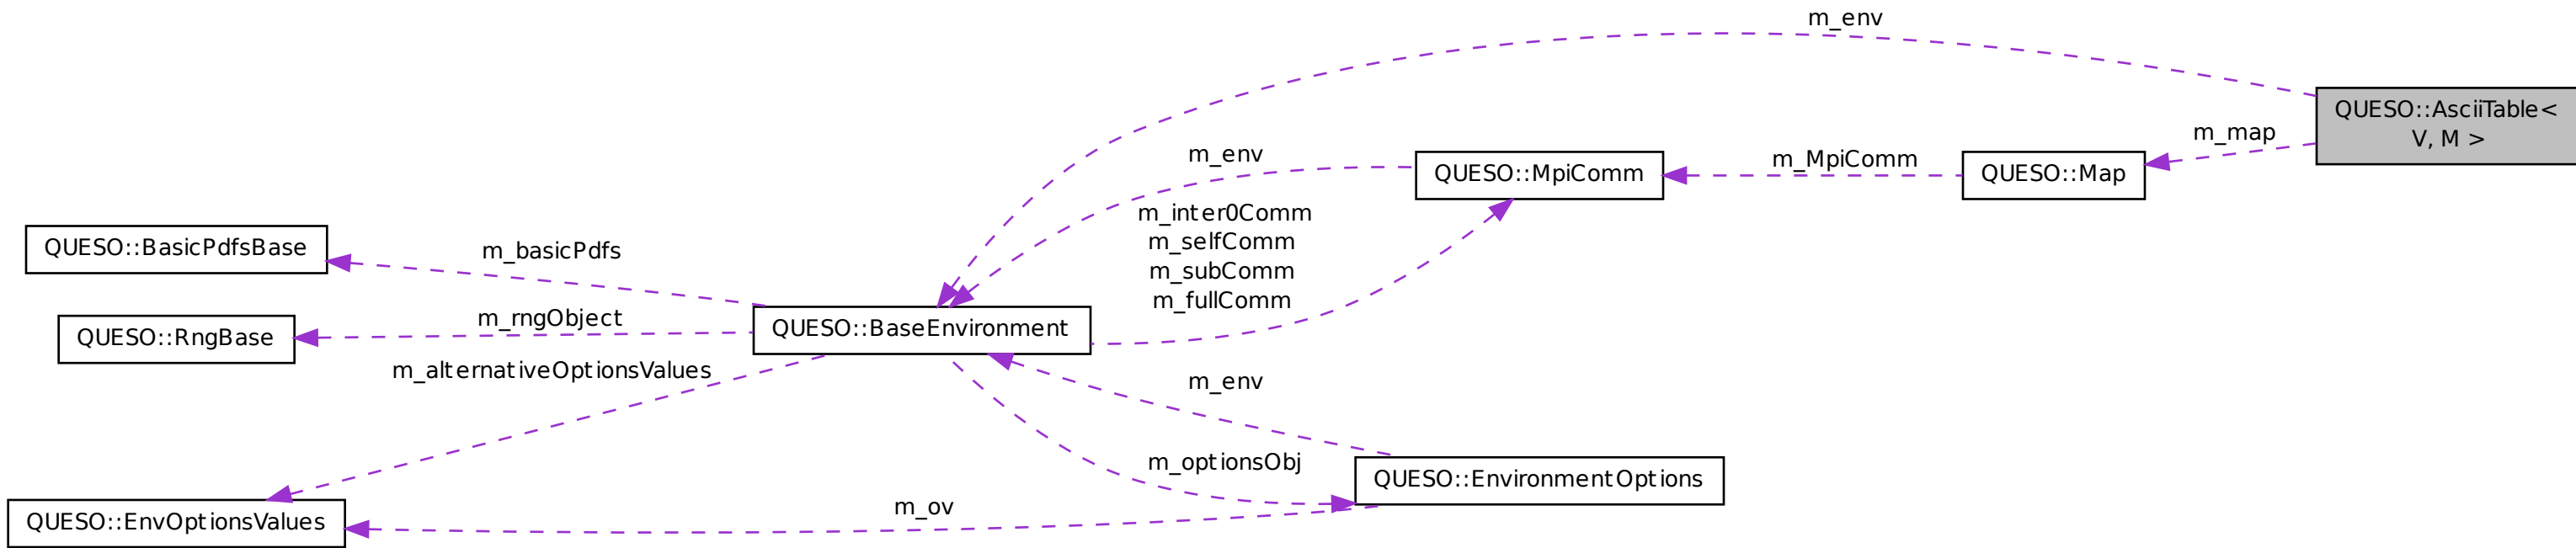 m_env
QUESO::AsciiTable<
V, M >
m_map
m_env
m_MpiComm
QUESO::MpiComm
QUESO::Map
m_inter0Comm
m_selfComm
m_subComm
m_fullComm
QUESO::BasicPdfsBase
m_basicPdfs
m_rngObject
QUESO::BaseEnvironment
QUESO::RngBase
m_alternativeOptionsValues
m_env
m_optionsObj
QUESO::EnvironmentOptions
m_ov
QUESO::EnvOptionsValues